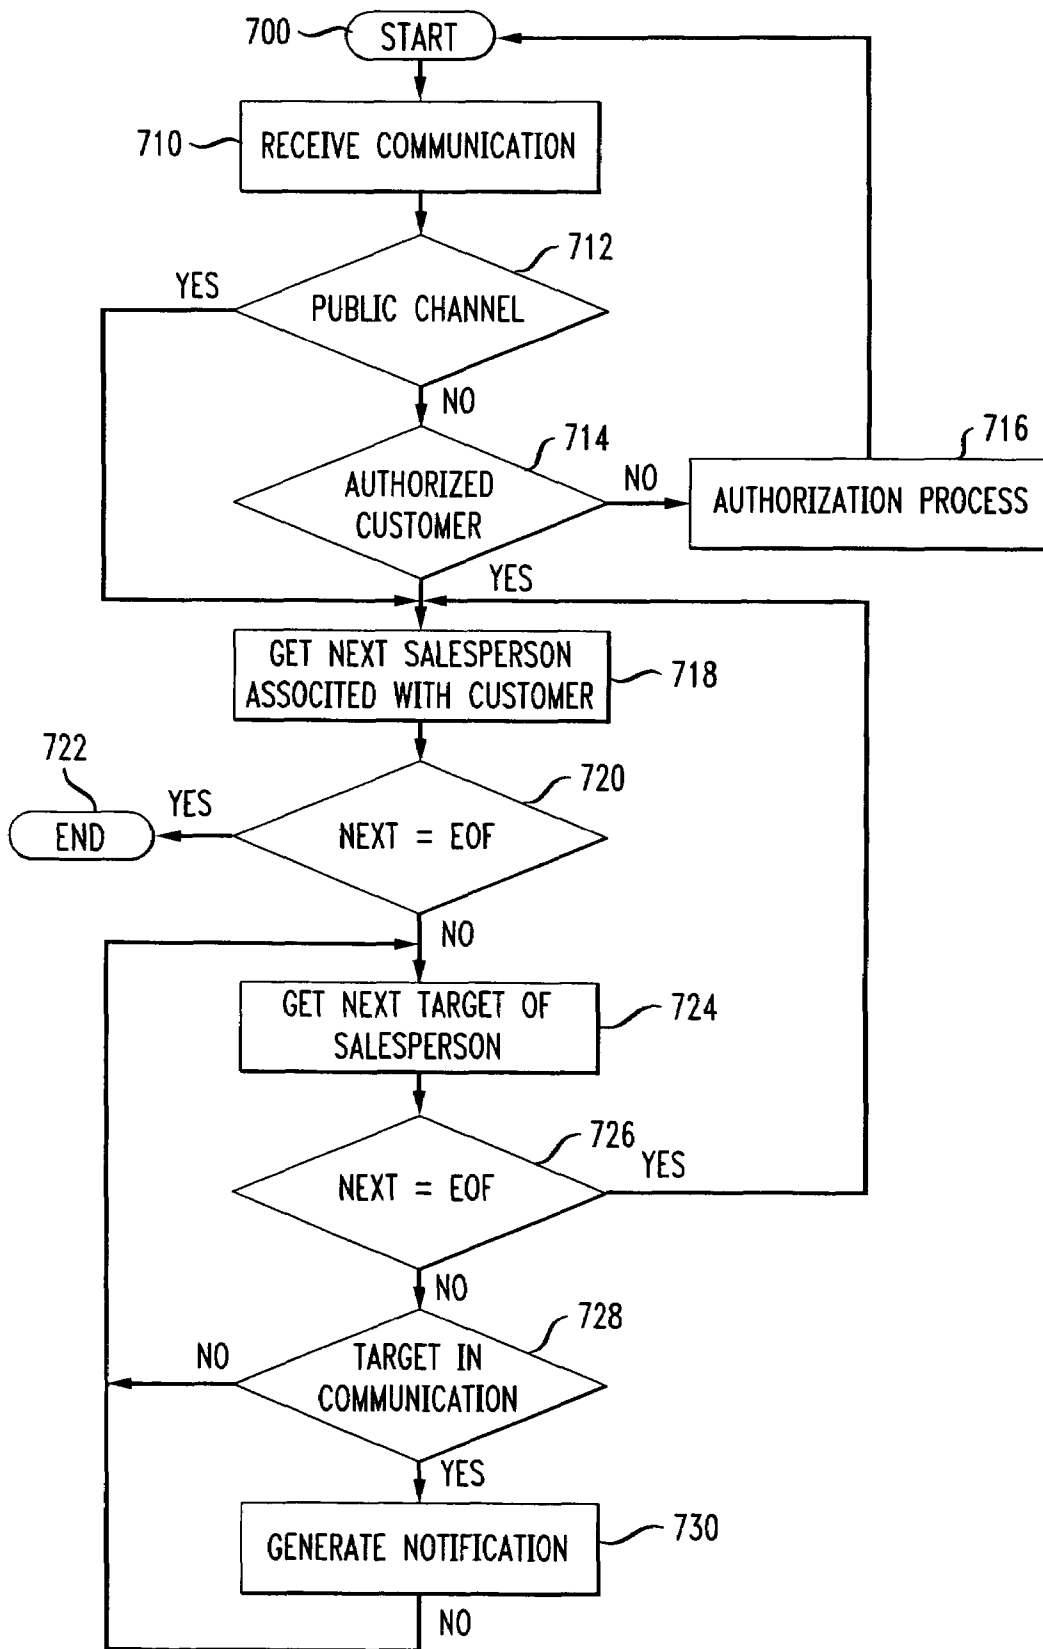 700
START
710
RECEIVE COMMUNICATION
712
YES
PUBLIC CHANNEL
NO
714
716
AUTHORIZED
CUSTOMER
NO
AUTHORIZATION PROCESS
YES
GET NEXT SALESPERSON
ASSOCITED WITH CUSTOMER
718
722
720
YES
END
NEXT = EOF
NO
GET NEXT TARGET OF
SALESPERSON
724
726
YES
NEXT = EOF
NO
728
NO
TARGET IN
COMMUNICATION
YES
GENERATE NOTIFICATION
730
NO